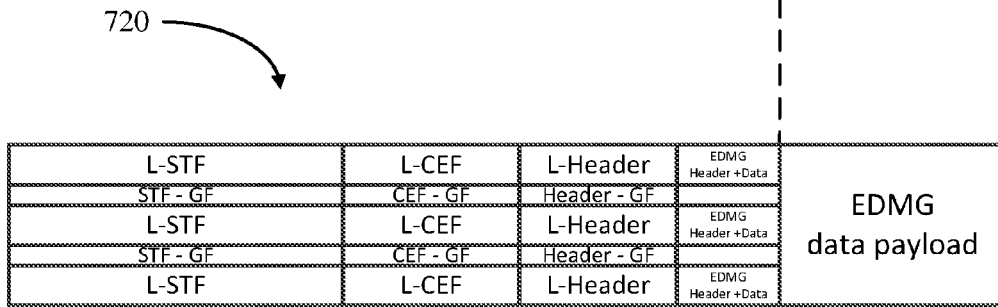 720
L-STF L-CEF L-Header EDMG
Header +Data
STF - GF CEF - GF Header - GF
L-STF L-CEF L-Header EDMG
Header +Data
STF - GF CEF - GF Header - GF
L-STF L-CEF L-Header EDMG
Header +Data
EDMG
data payload